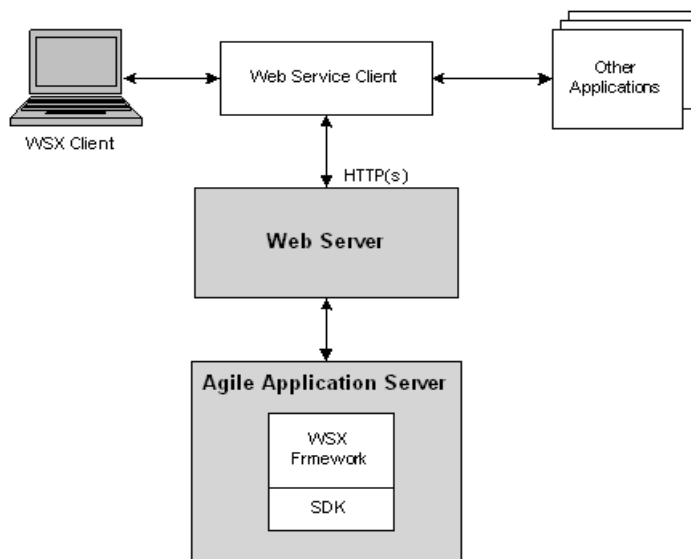 Web Service Client
Other
Applications
WSX Client
HTTP(s)
Web Server
Agile Application Server
WSX
Frmework
SDK